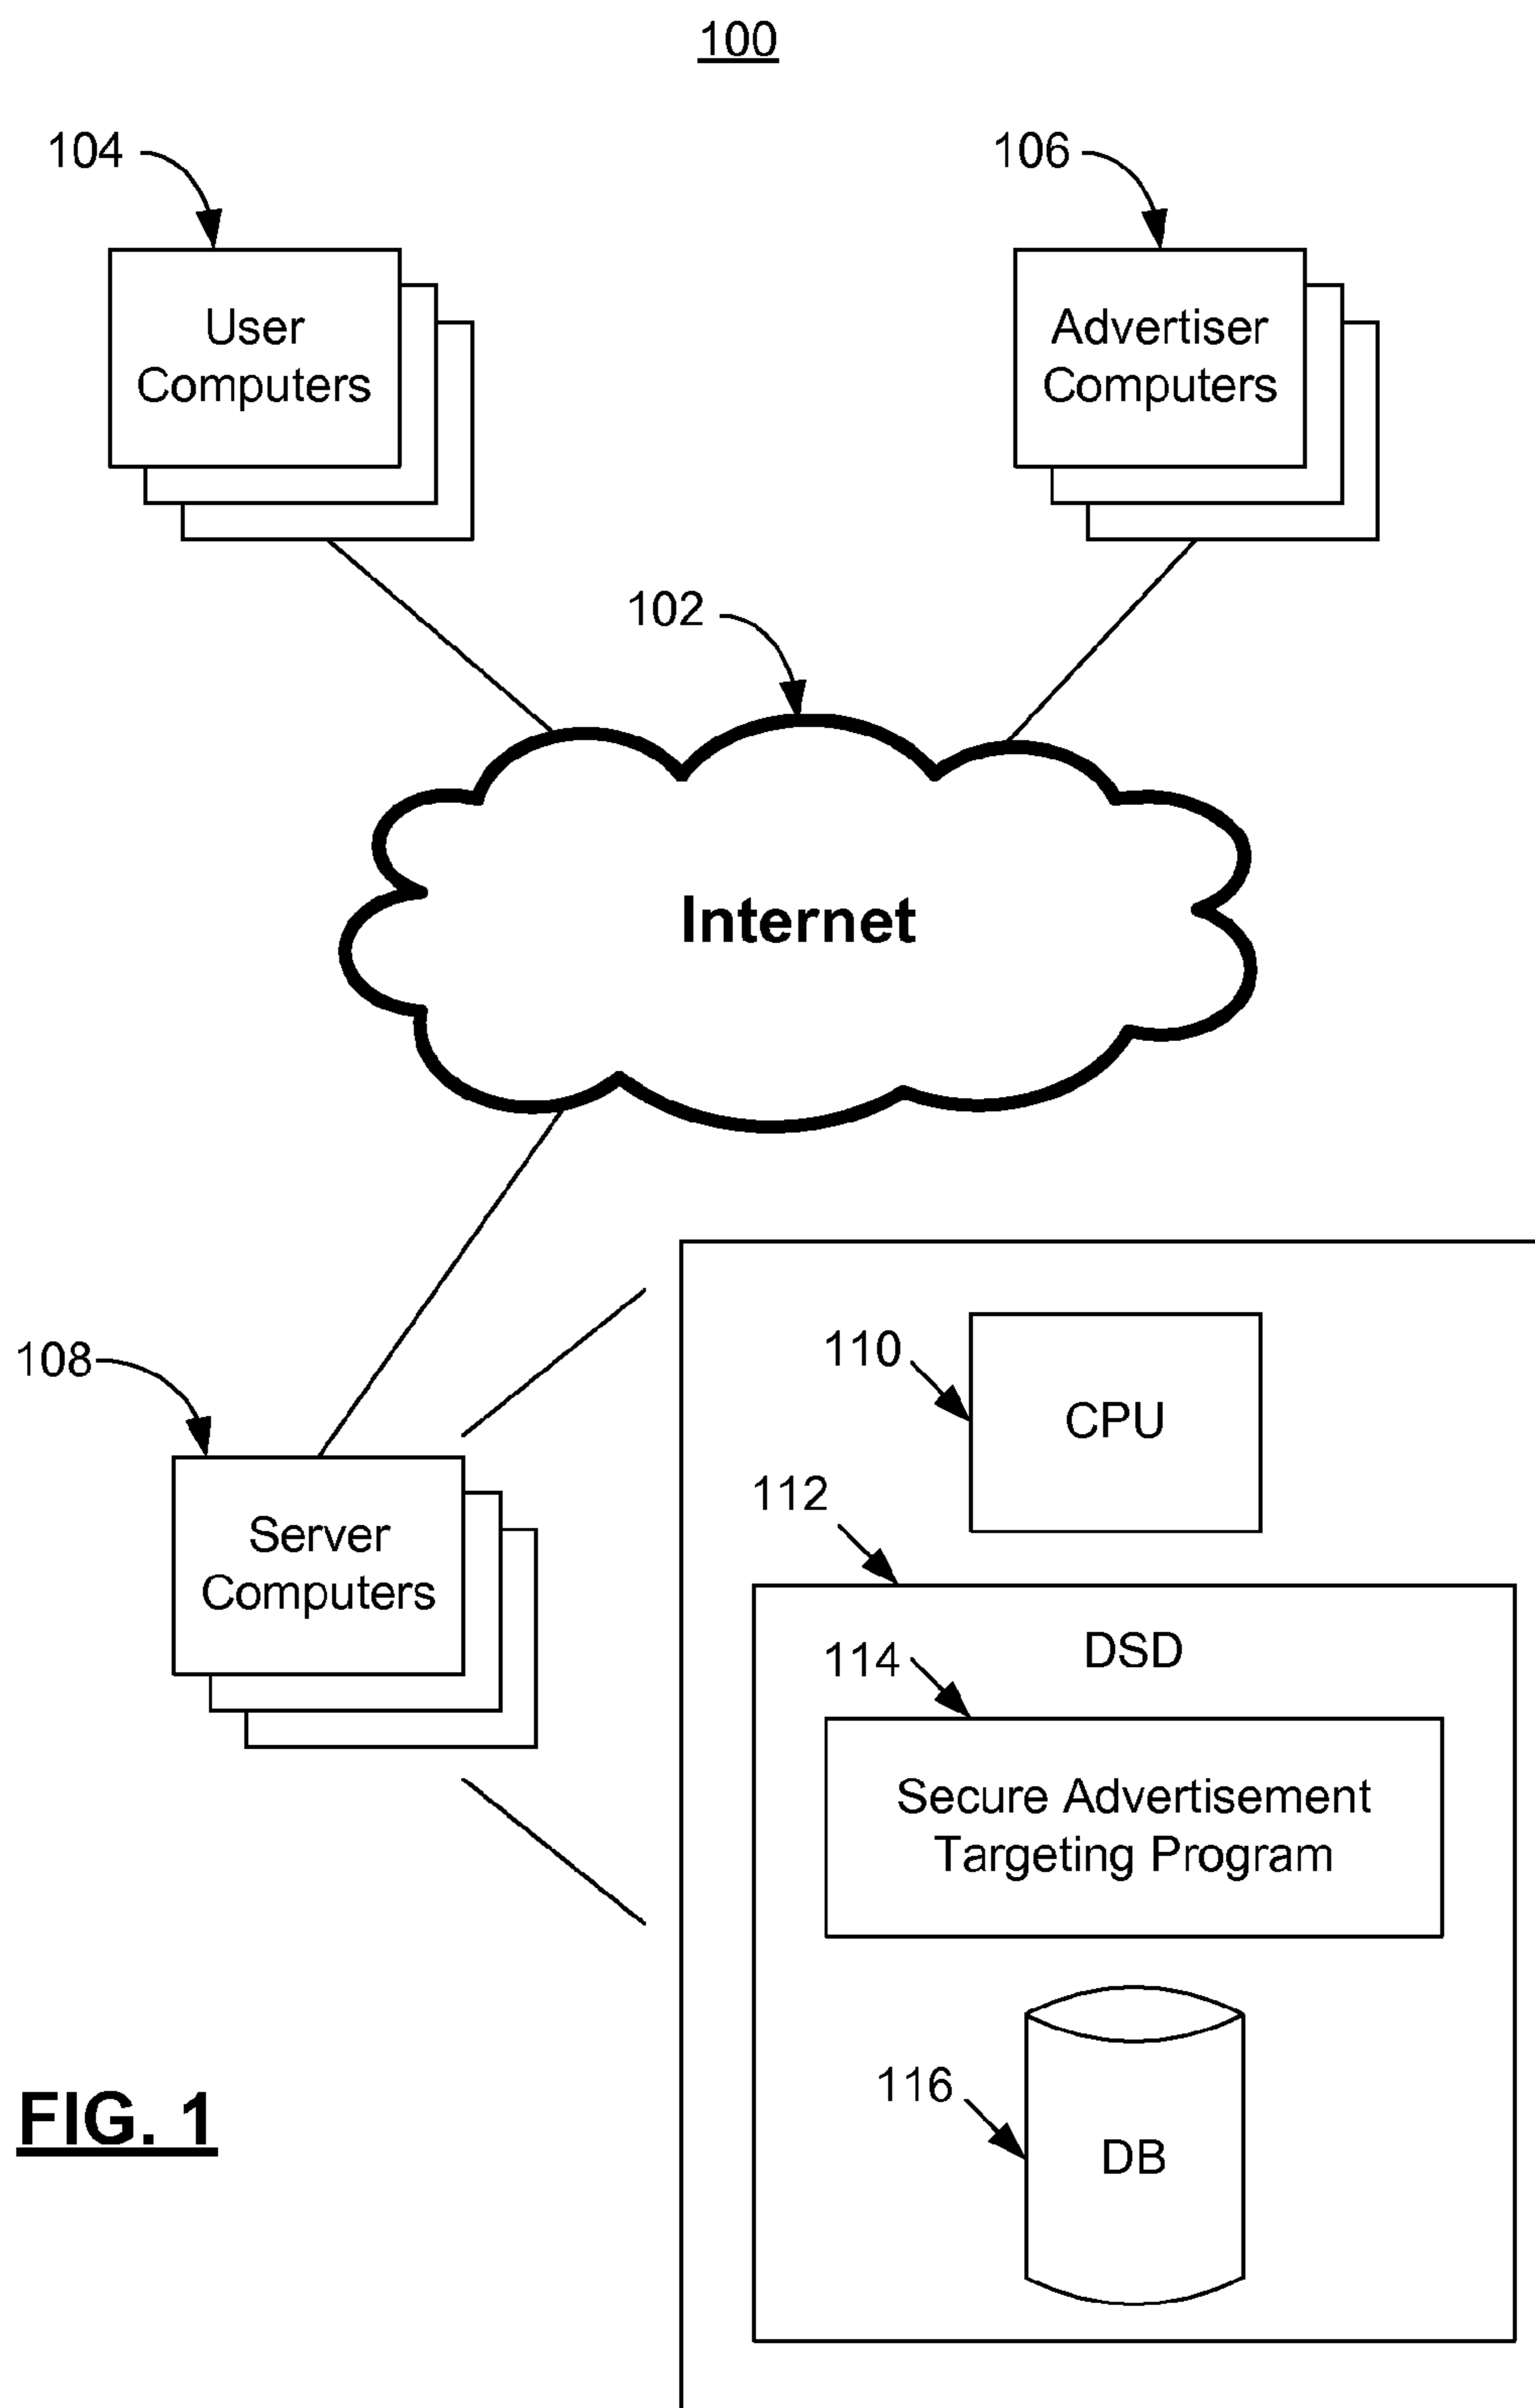 100
104
106
User
Computers
Advertiser
Computers
102
Internet
108
110
CPU
112
Server
Computers
DSD
114
Secure Advertisement
Targeting Program
116
DB
FIG. 1